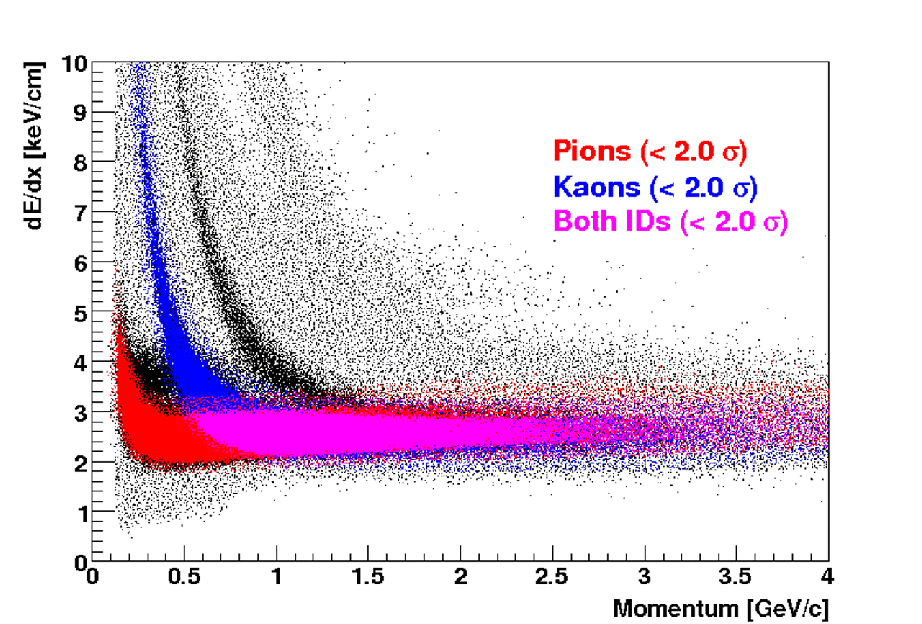 dE/dx [keV/cm]
10
9
8
7
6
5
4
3
2
1
0
Pions (< 2.0 σ)
Kaons (< 2.0 σ)
Both IDs (< 2.0 σ)
0 0.5 1 1.5 2 2.5 3 3.5 4
Momentum [GeV/c]